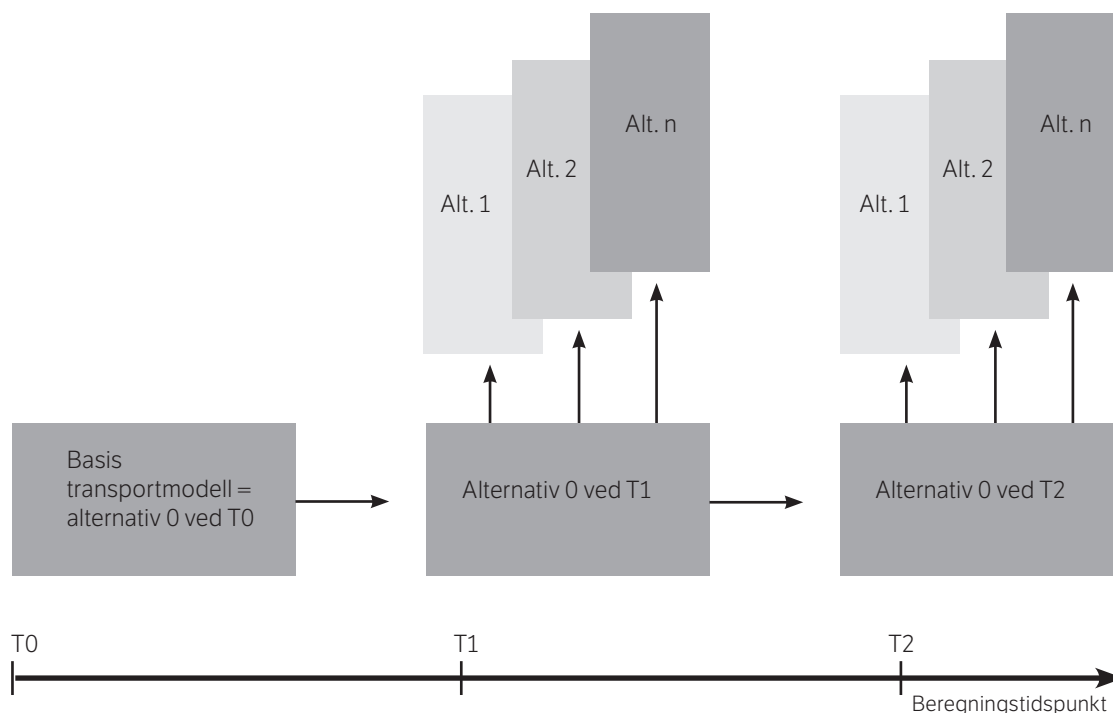 Alt. n
Alt. 2
Alt. 1
Alt. n
Alt. 2
Alt. 1
Basis
transportmodell =
alternativ 0 ved T0
Alternativ 0 ved T1
Alternativ 0 ved T2
T0
T1
T2
Beregningstidspunkt